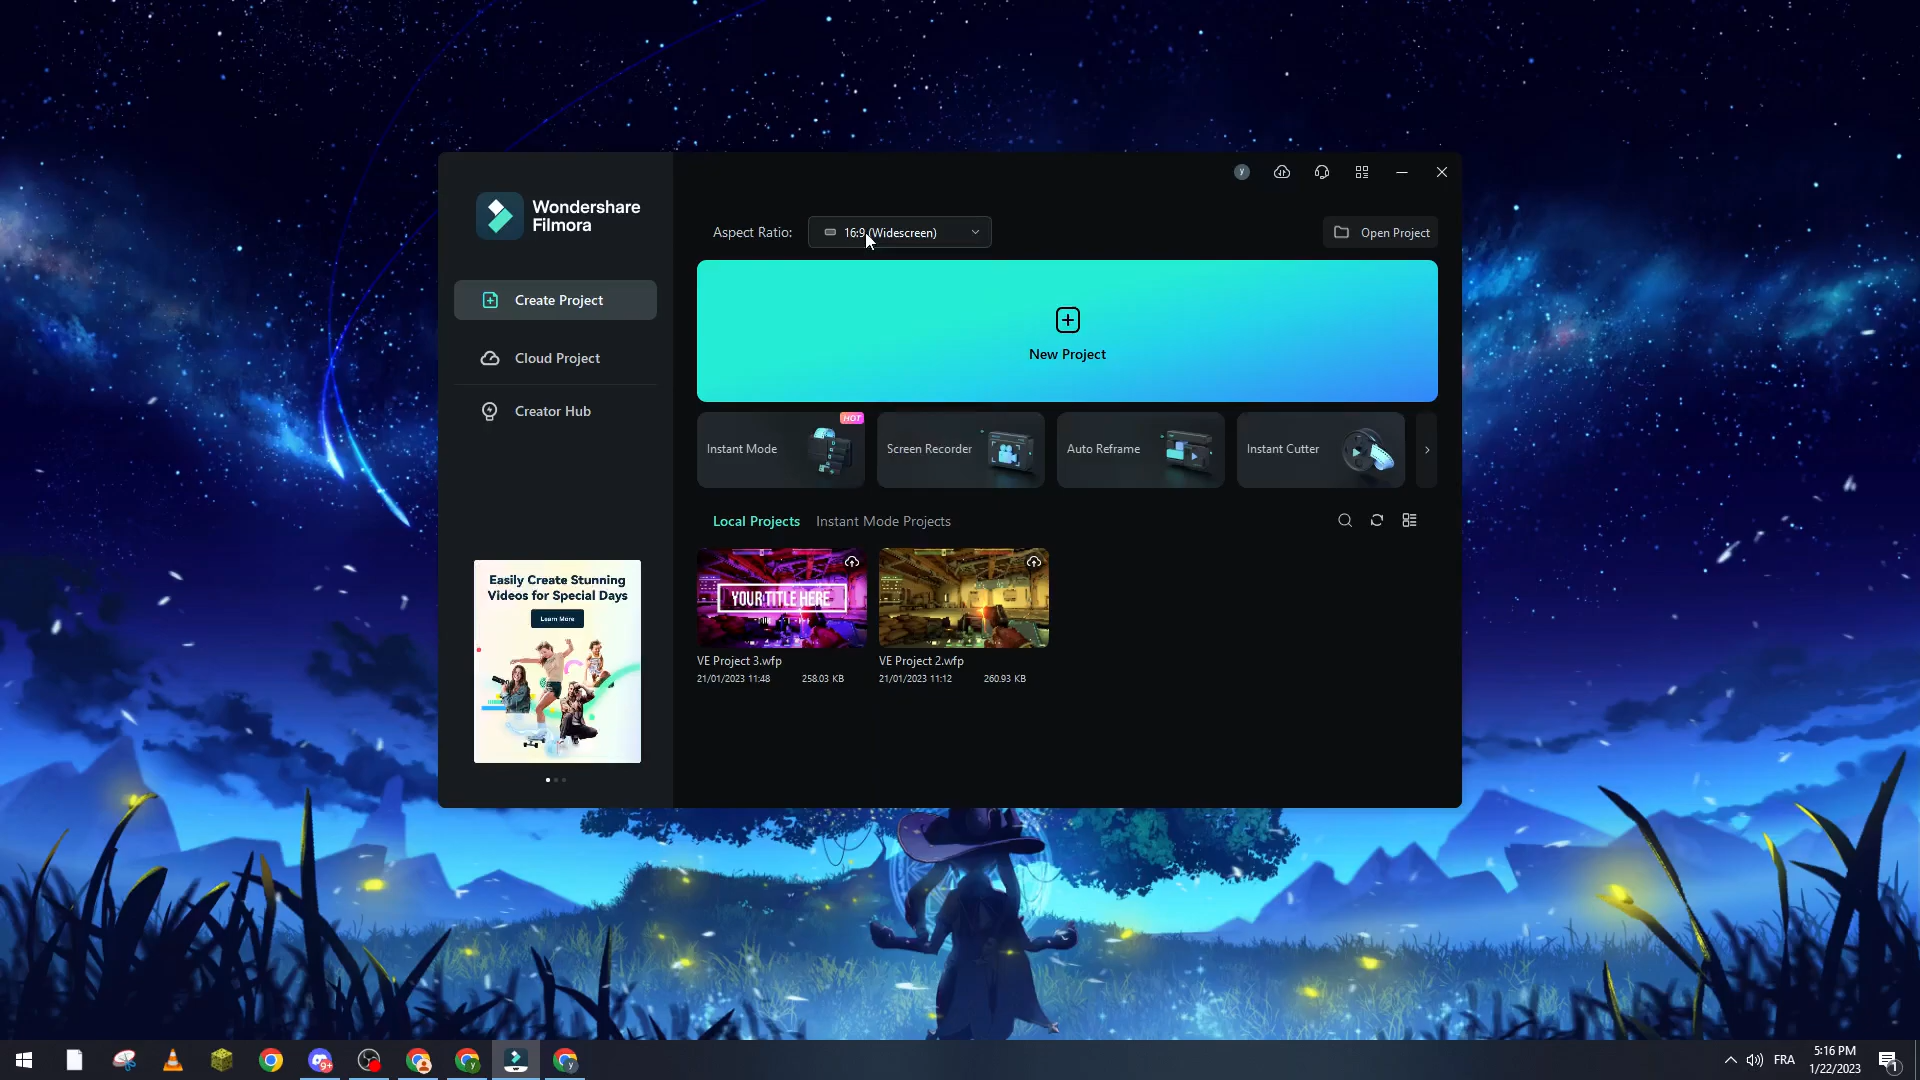 Wondershare
Filmora
Create Project
Cloud Project
Creator Hub
Easily Create Stunning
Videos for Special Days
Learn More
Aspect Ratio:
16:9 (Widescreen)
Open Project
New Project
Instant Mode
HOT
Screen Recorder
Auto Reframe
Instant Cutter
Local Projects
Instant Mode Projects
YOUR TITLE HERE
VE Project 3.wfp
21/01/2023 11:48
258.03 KB
VE Project 2.wfp
21/01/2023 11:12
260.93 KB
9+
FRA
5:16 PM
1/22/2023
1